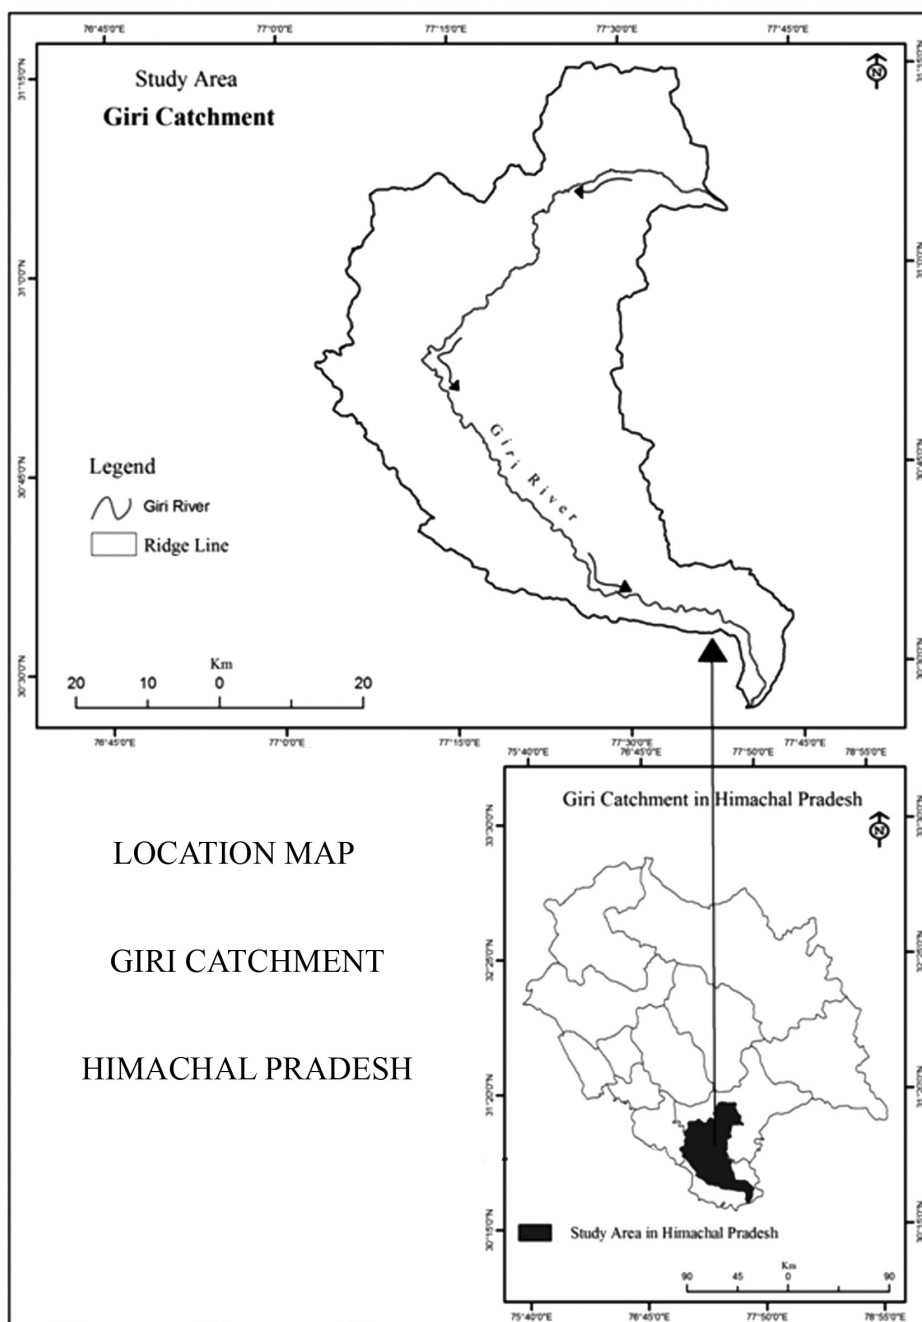 76°45'0"E 77°0'0"E 77°15'0"E 77°30'0"E 77°45'0"E
Study Area
Giri Catchment
N
31°15'0"N
31°0'0"N
30°45'0"N
30°30'0"N
Giri River
Legend
Giri River
Ridge Line
Km
20 10 0 20
76°45'0"E 77°0'0"E 77°15'0"E 77°30'0"E 77°45'0"E
75°40'0"E 76°45'0"E 77°50'0"E 78°55'0"E
Giri Catchment in Himachal Pradesh
N
33°30'0"N
32°25'0"N
31°20'0"N
30°15'0"N
Study Area in Himachal Pradesh
Km
90 45 0 90
75°40'0"E 76°45'0"E 77°50'0"E 78°55'0"E
LOCATION MAP
GIRI CATCHMENT
HIMACHAL PRADESH